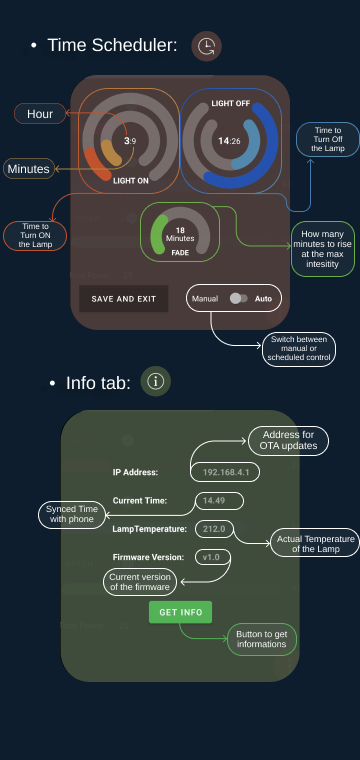 • Time Scheduler:
Hour
Minutes
Time to
Turn ON
the Lamp
3:9
LIGHT ON
LIGHT OFF
14:26
Time to
Turn Off
the Lamp
18
Minutes
FADE
How many
minutes to rise
at the max
intesitiy
SAVE AND EXIT
Manual
Auto
Switch between
manual or
scheduled control
• Info tab:
Address for
OTA updates
IP Address:
192.168.4.1
Current Time:
14.49
Synced Time
with phone
LampTemperature:
212.0
Actual Temperature
of the Lamp
Firmware Version:
v1.0
Current version
of the firmware
GET INFO
Button to get
informations